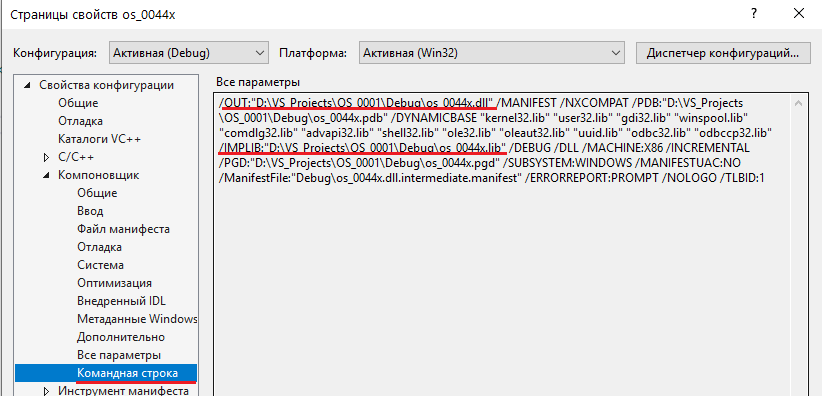 Страницы свойств os_0044x
Конфигурация: Активная (Debug) Платформа: Активная (Win32) Диспетчер конфигураций...
Свойства конфигурации
Общие
Отладка
Каталоги VC++
C/C++
Компоновщик
Общие
Ввод
Файл манифеста
Отладка
Система
Оптимизация
Внедренный IDL
Метаданные Windows
Дополнительно
Все параметры
Командная строка
Инструмент манифеста
Все параметры
/OUT:"D:\VS_Projects\OS_0001\Debug\os_0044x.dll" /MANIFEST /NXCOMPAT /PDB:"D:\VS_Projects
\OS_0001\Debug\os_0044x.pdb" /DYNAMICBASE "kernel32.lib" "user32.lib" "gdi32.lib" "winspool.lib"
"comdlg32.lib" "advapi32.lib" "shell32.lib" "ole32.lib" "oleaut32.lib" "uuid.lib" "odbc32.lib" "odbccp32.lib"
/IMPLIB:"D:\VS_Projects\OS_0001\Debug\os_0044x.lib" /DEBUG /DLL /MACHINE:X86 /INCREMENTAL
/PGD:"D:\VS_Projects\OS_0001\Debug\os_0044x.pgd" /SUBSYSTEM:WINDOWS /MANIFESTUAC:NO
/ManifestFile:"Debug\os_0044x.dll.intermediate.manifest" /ERRORREPORT:PROMPT /NOLOGO /TLBID:1